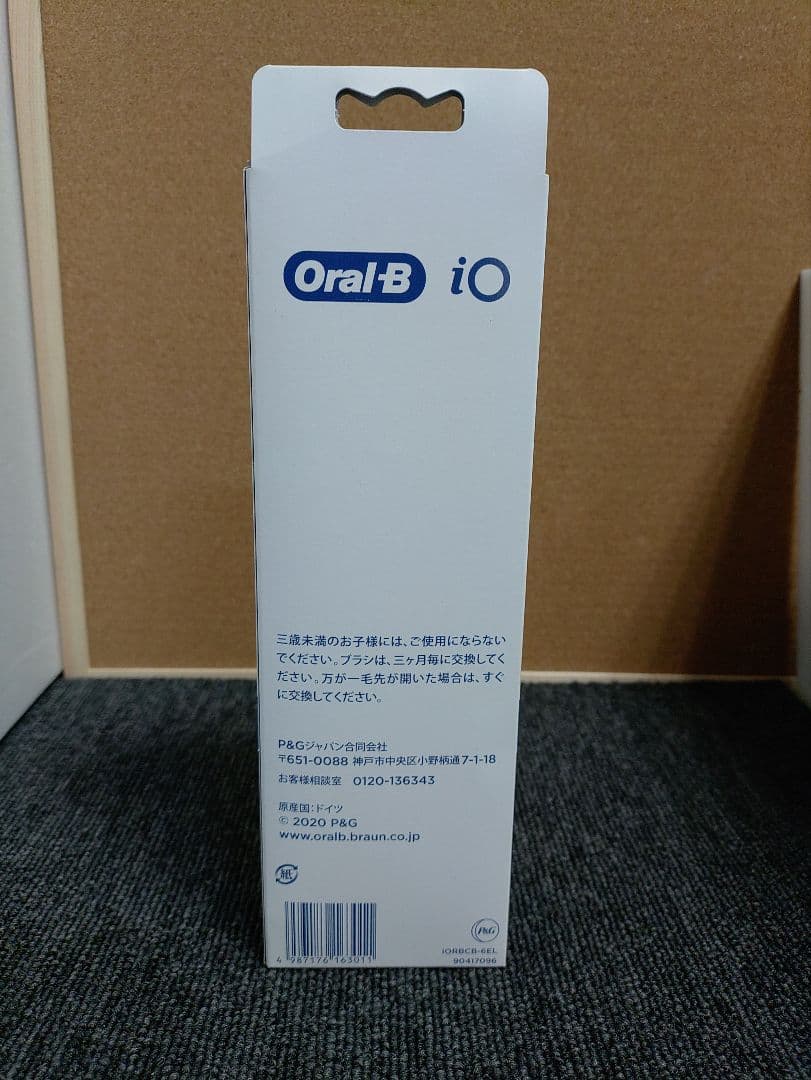 Oral-B iO
三歳未満のお子様には、ご使用にならない
でください。ブラシは、三ヶ月毎に交換してく
ださい。万が一毛先が開いた場合は、すぐ
に交換してください。
P&Gジャパン合同会社
〒651-0088 神戸市中央区小野柄通7-1-18
お客様相談室 0120-136343
原産国：ドイツ
© 2020 P&G
www.oralb.braun.co.jp
紙
P&G
4 987176 163011
iORBCB-6EL
90417096